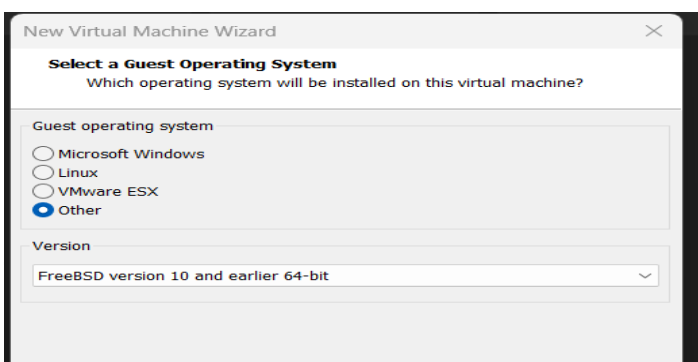 New Virtual Machine Wizard
Select a Guest Operating System
Which operating system will be installed on this virtual machine?
Guest operating system
Microsoft Windows
Linux
VMware ESX
Other
Version
FreeBSD version 10 and earlier 64-bit